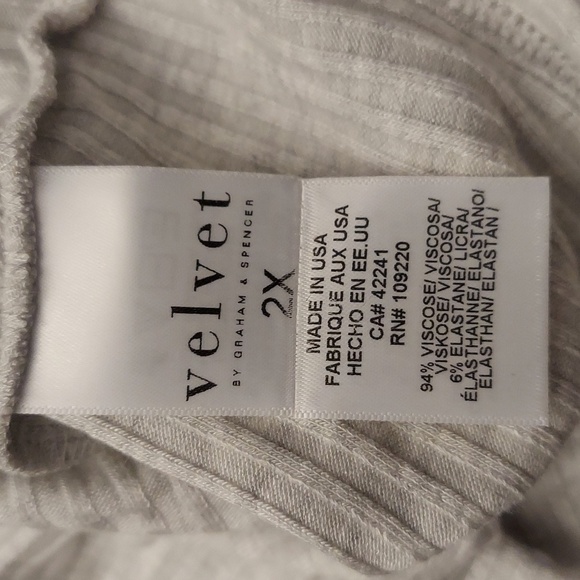 velvet
BY GRAHAM & SPENCER
2X
MADE IN USA
FABRIQUE AUX USA
HECHO EN EE.UU
CA# 42241
RN# 109220
94% VISCOSE/ VISCOSA/
VISKOSE/ VISCOSA/
6% ELASTANE/ LICRA/
ÉLASTHANNE/ ELASTANO/
ELASTHAN/ ELASTAN /